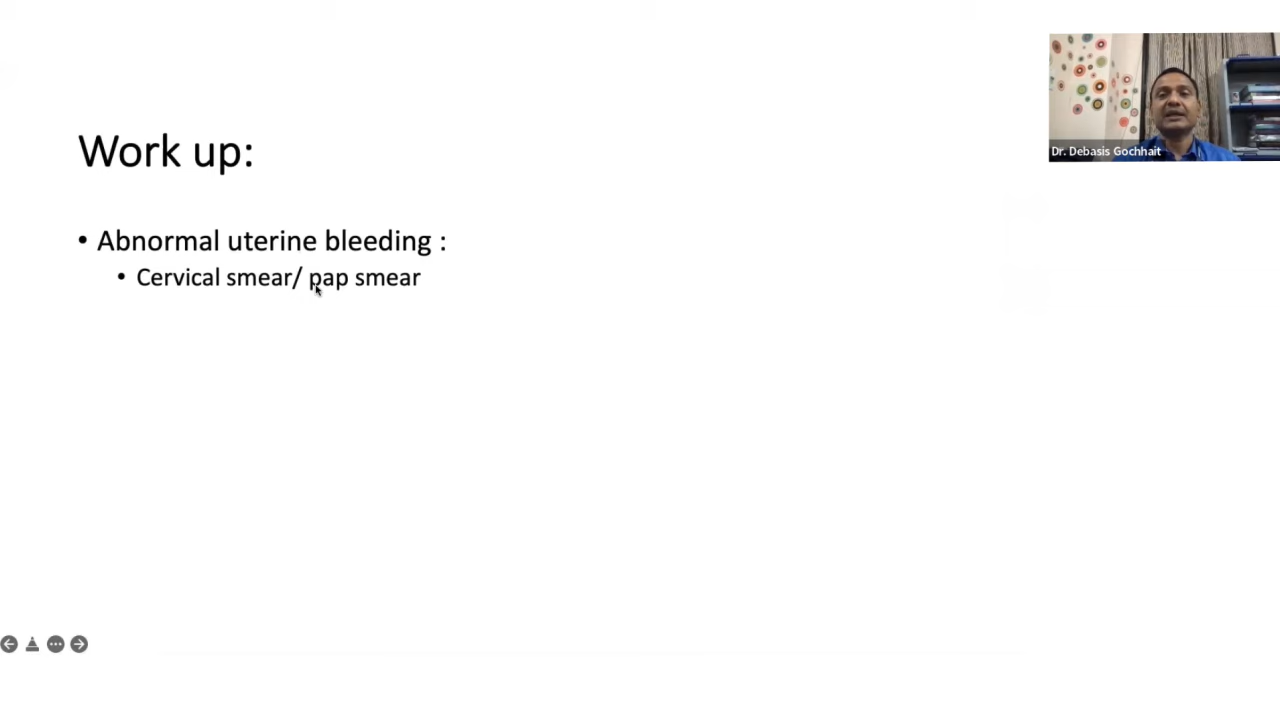 Work up:
• Abnormal uterine bleeding :
• Cervical smear/ pap smear
Dr. Debasis Gochhait